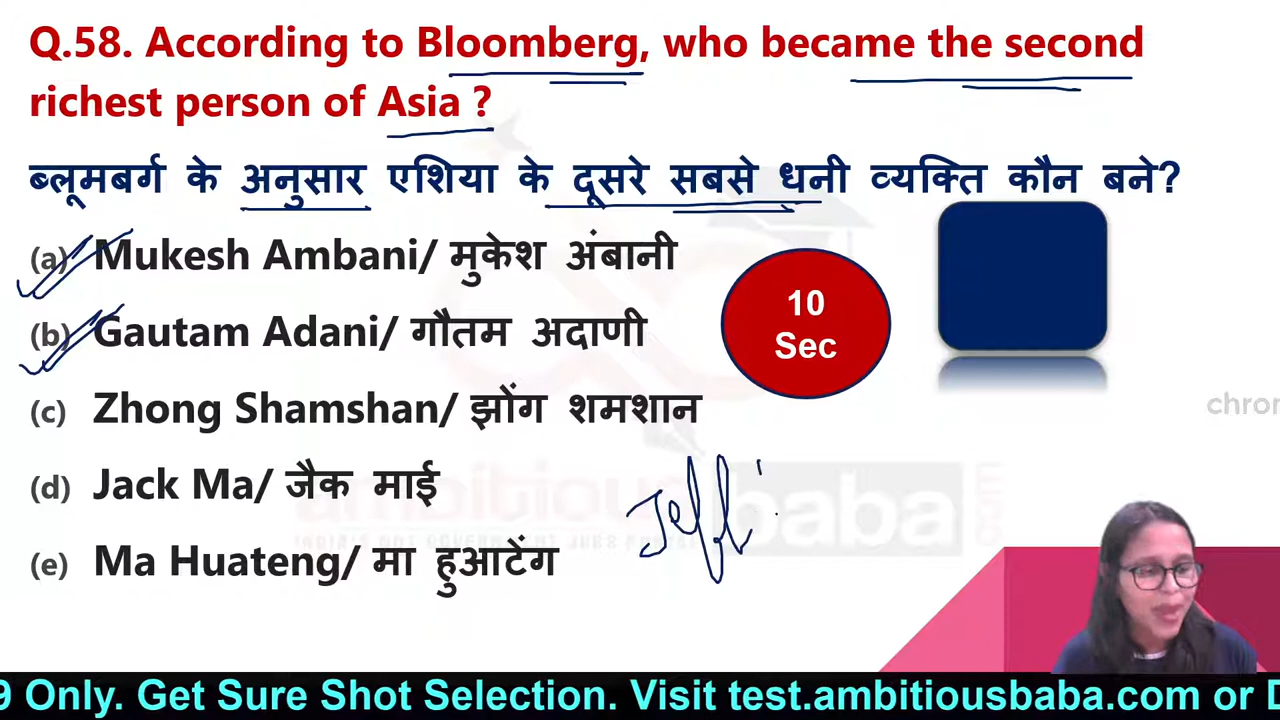 Q.58. According to Bloomberg, who became the second
richest person of Asia ?
ब्लूमबर्ग के अनुसार एशिया के दूसरे सबसे धनी व्यक्ति कौन बने?
(a) Mukesh Ambani/ मुकेश अंबानी
(b) Gautam Adani/ गौतम अदाणी
10
Sec
(c) Zhong Shamshan/ झोंग शमशान
chron
(d) Jack Ma/ जैक माई
ambitiousbaba
.com
(e) Ma Huateng/ मा हुआटेंग
9 Only. Get Sure Shot Selection. Visit test.ambitiousbaba.com or D